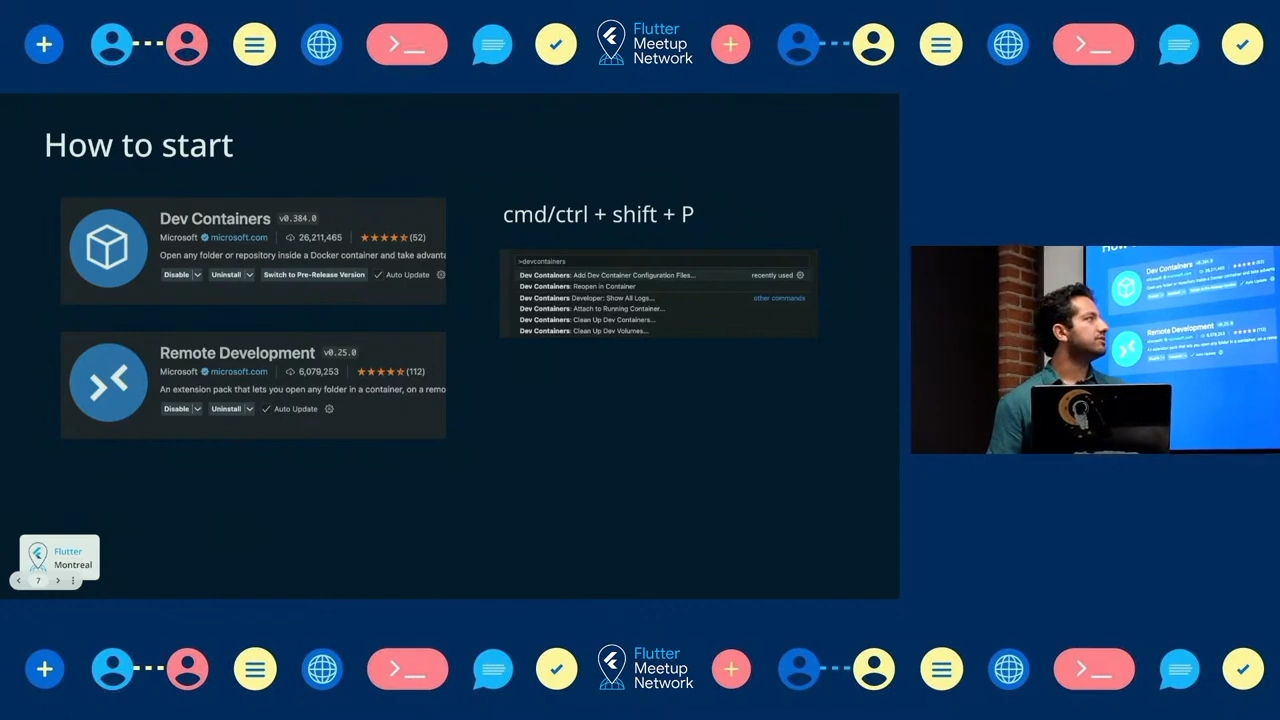 Flutter
Meetup
Network
How to start
Dev Containers v0.384.0
Microsoft microsoft.com 26,211,465 (52)
Open any folder or repository inside a Docker container and take advanta
Disable Uninstall Switch to Pre-Release Version Auto Update
Remote Development v0.25.0
Microsoft microsoft.com 6,079,253 (112)
An extension pack that lets you open any folder in a container, on a remo
Disable Uninstall Auto Update
cmd/ctrl + shift + P
>devcontainers
Dev Containers: Add Dev Container Configuration Files... recently used
Dev Containers: Reopen in Container
Dev Containers Developer: Show All Logs... other commands
Dev Containers: Attach to Running Container...
Dev Containers: Clean Up Dev Containers...
Dev Containers: Clean Up Dev Volumes...
Dev Containers
Remote Development
Flutter
Montreal
7
Flutter
Meetup
Network